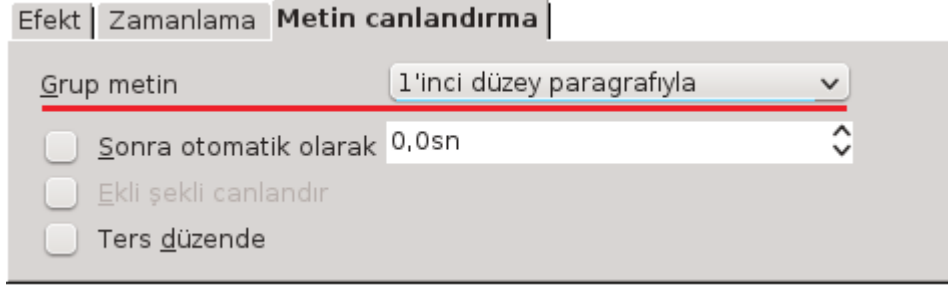 Efekt Zamanlama Metin canlandırma
Grup metin 1'inci düzey paragrafıyla
Sonra otomatik olarak 0,0sn
Ekli şekli canlandır
Ters düzende